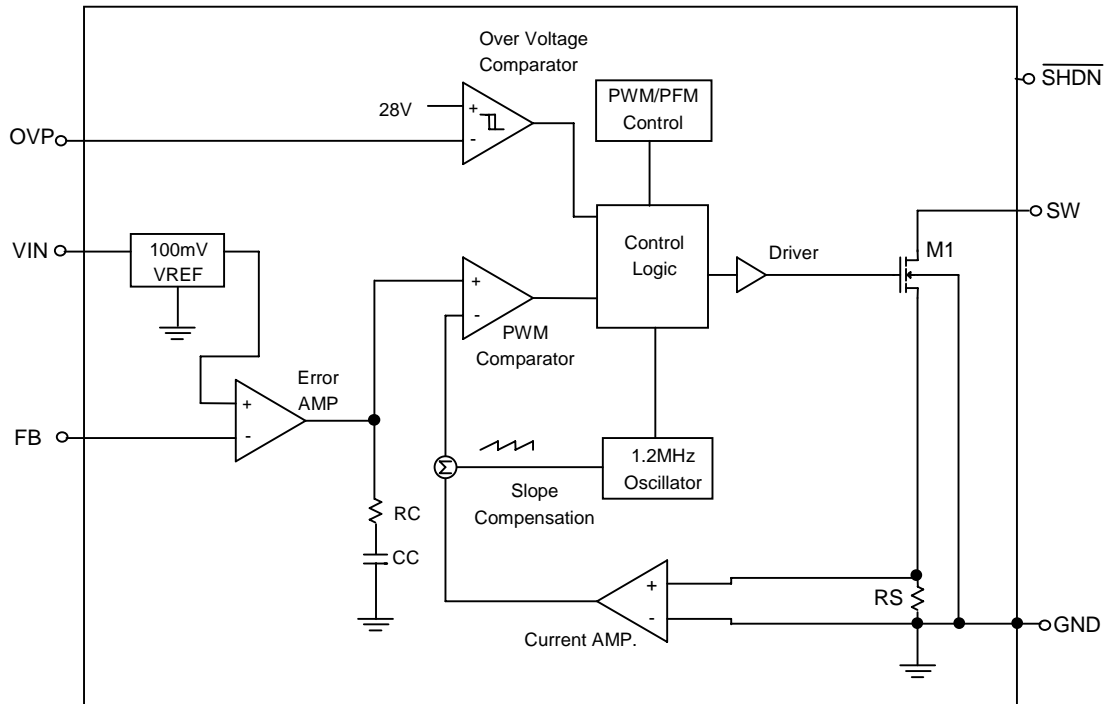 Over Voltage
Comparator
SHDN
28V
+
-
PWM/PFM
Control
OVP
SW
VIN
100mV
VREF
Control
Logic
Driver
M1
+
-
PWM
Comparator
Error
AMP
+
-
FB
Σ
1.2MHz
Oscillator
Slope
Compensation
RC
CC
+
-
RS
Current AMP.
GND